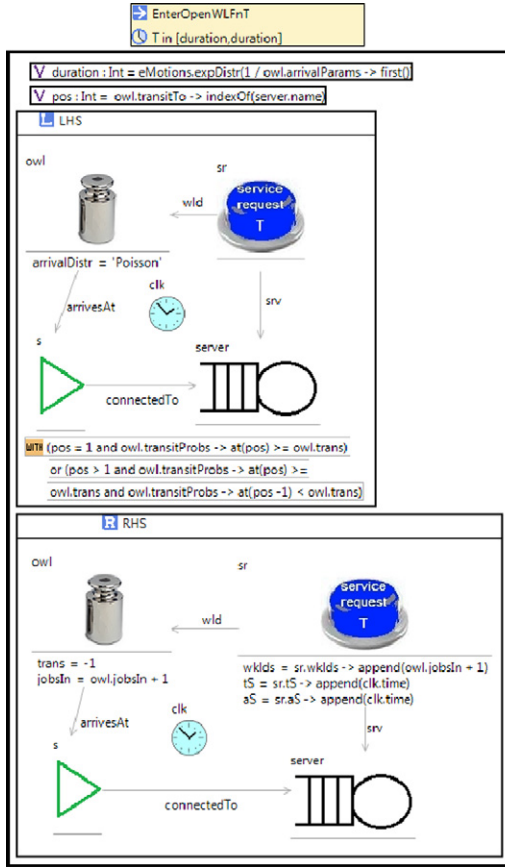 EnterOpenWLFnT
T in [duration,duration]
V duration : Int = eMotions.expDistr(1 / owl.arrivalParams -> first()
V pos : Int = owl.transitTo -> indexOf(server.name)
L LHS
owl
sr
service
request
T
wld
arrivalDistr = 'Poisson'
clk
srv
arrivesAt
s
server
connectedTo
WITH (pos = 1 and owl.transitProbs -> at(pos) >= owl.trans)
or (pos > 1 and owl.transitProbs -> at(pos) >=
owl.trans and owl.transitProbs -> at(pos -1) < owl.trans)
R RHS
owl
sr
service
request
T
wld
trans = -1
jobsIn = owl.jobsIn + 1
wkIds = sr.wkIds -> append(owl.jobsIn + 1)
tS = sr.tS -> append(clk.time)
aS = sr.aS -> append(clk.time)
clk
arrivesAt
srv
s
server
connectedTo